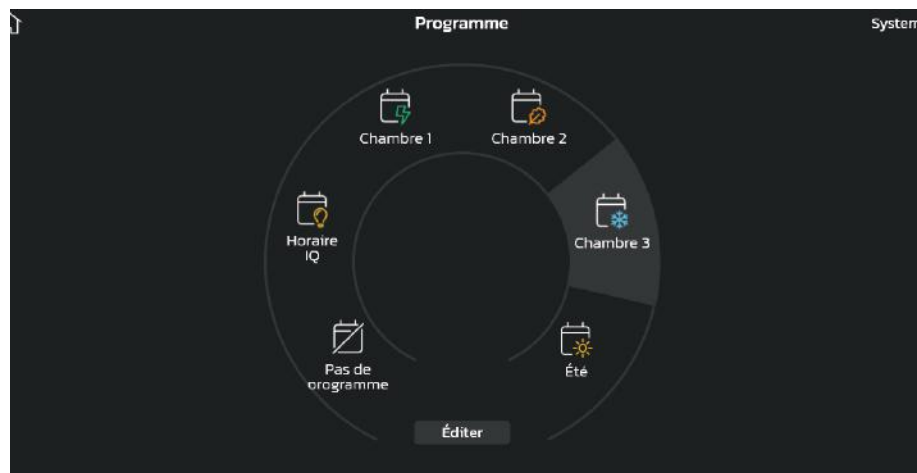 Programme
System
Chambre 1
Chambre 2
Horaire
IQ
Chambre 3
Pas de
programme
Été
Éditer